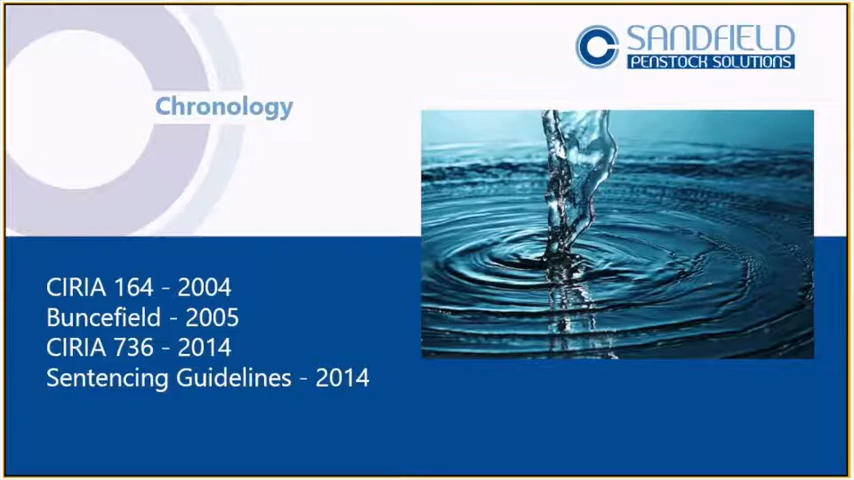 SANDFIELD
PENSTOCK SOLUTIONS
Chronology
CIRIA 164 - 2004
Buncefield - 2005
CIRIA 736 - 2014
Sentencing Guidelines - 2014